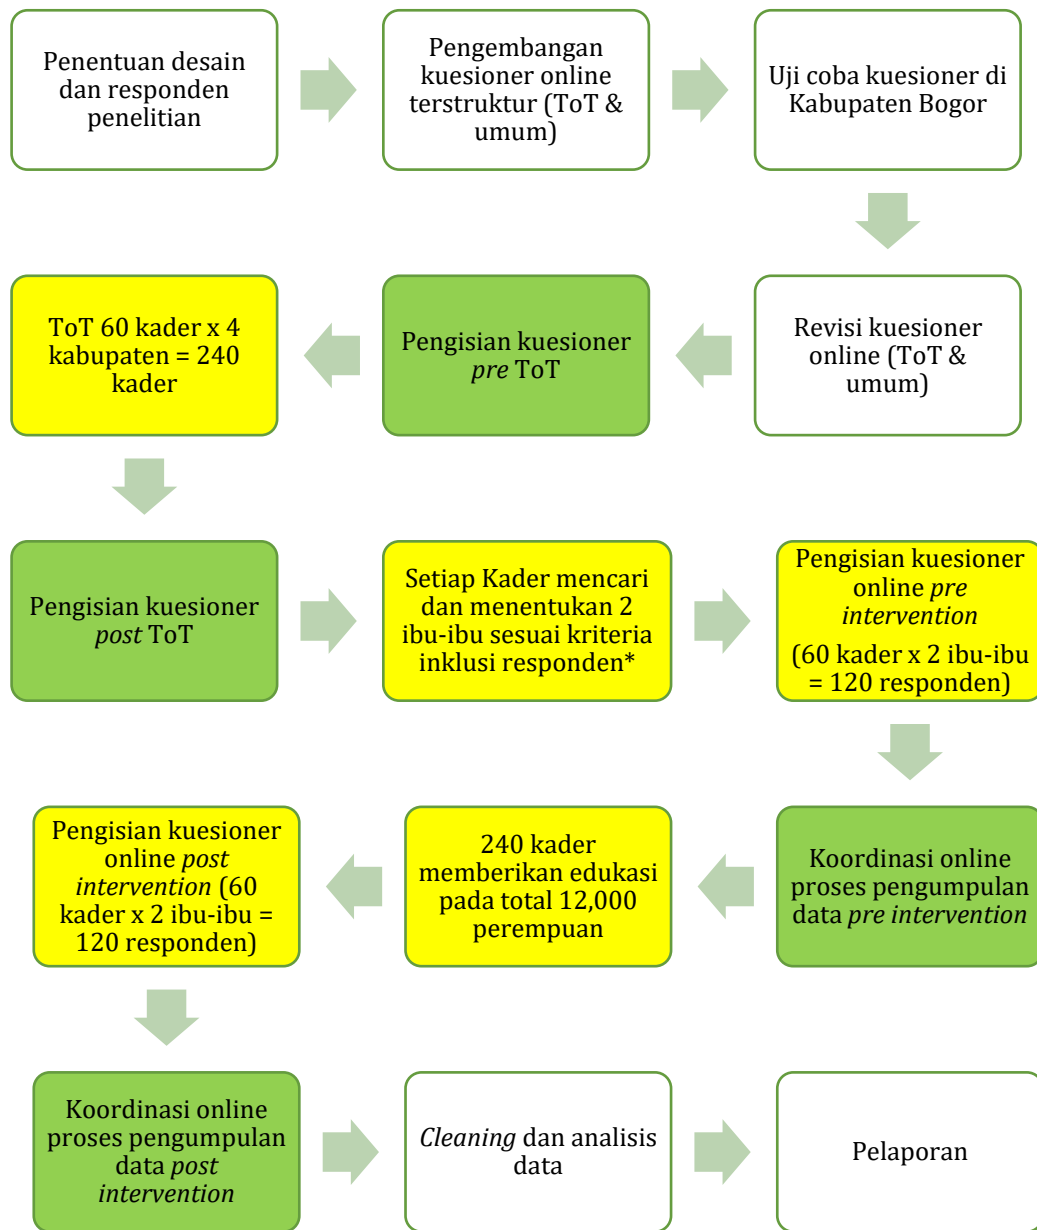 Penentuan desain
dan responden
penelitian
Pengembangan
kuesioner online
terstruktur (ToT &
umum)
Uji coba kuesioner di
Kabupaten Bogor
Revisi kuesioner
online (ToT &
umum)
Pengisian kuesioner
pre ToT
ToT 60 kader x 4
kabupaten = 240
kader
Pengisian kuesioner
post ToT
Setiap Kader mencari
dan menentukan 2
ibu-ibu sesuai kriteria
inklusi responden*
Pengisian kuesioner
online pre
intervention
(60 kader x 2 ibu-ibu
= 120 responden)
Koordinasi online
proses pengumpulan
data pre intervention
240 kader
memberikan edukasi
pada total 12,000
perempuan
Pengisian kuesioner
online post
intervention (60
kader x 2 ibu-ibu =
120 responden)
Koordinasi online
proses pengumpulan
data post
intervention
Cleaning dan analisis
data
Pelaporan